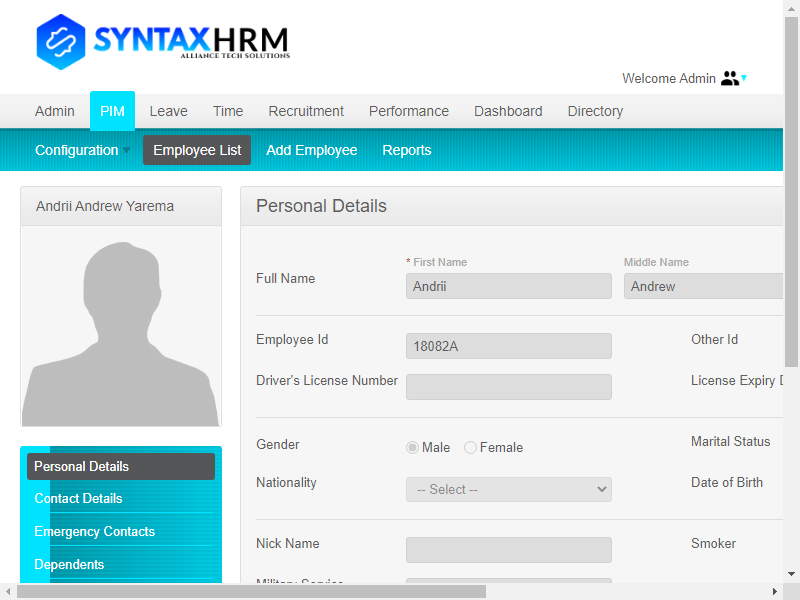 SYNTAXHRM
ALLIANCE TECH SOLUTIONS
Welcome Admin
Admin PIM Leave Time Recruitment Performance Dashboard Directory
Configuration Employee List Add Employee Reports
Andrii Andrew Yarema
Personal Details
* First Name Middle Name
Full Name Andrii Andrew
Employee Id 18082A Other Id
Driver's License Number License Expiry
Gender Male Female Marital Status
Nationality -- Select -- Date of Birth
Nick Name Smoker
Military Service
Personal Details
Contact Details
Emergency Contacts
Dependents